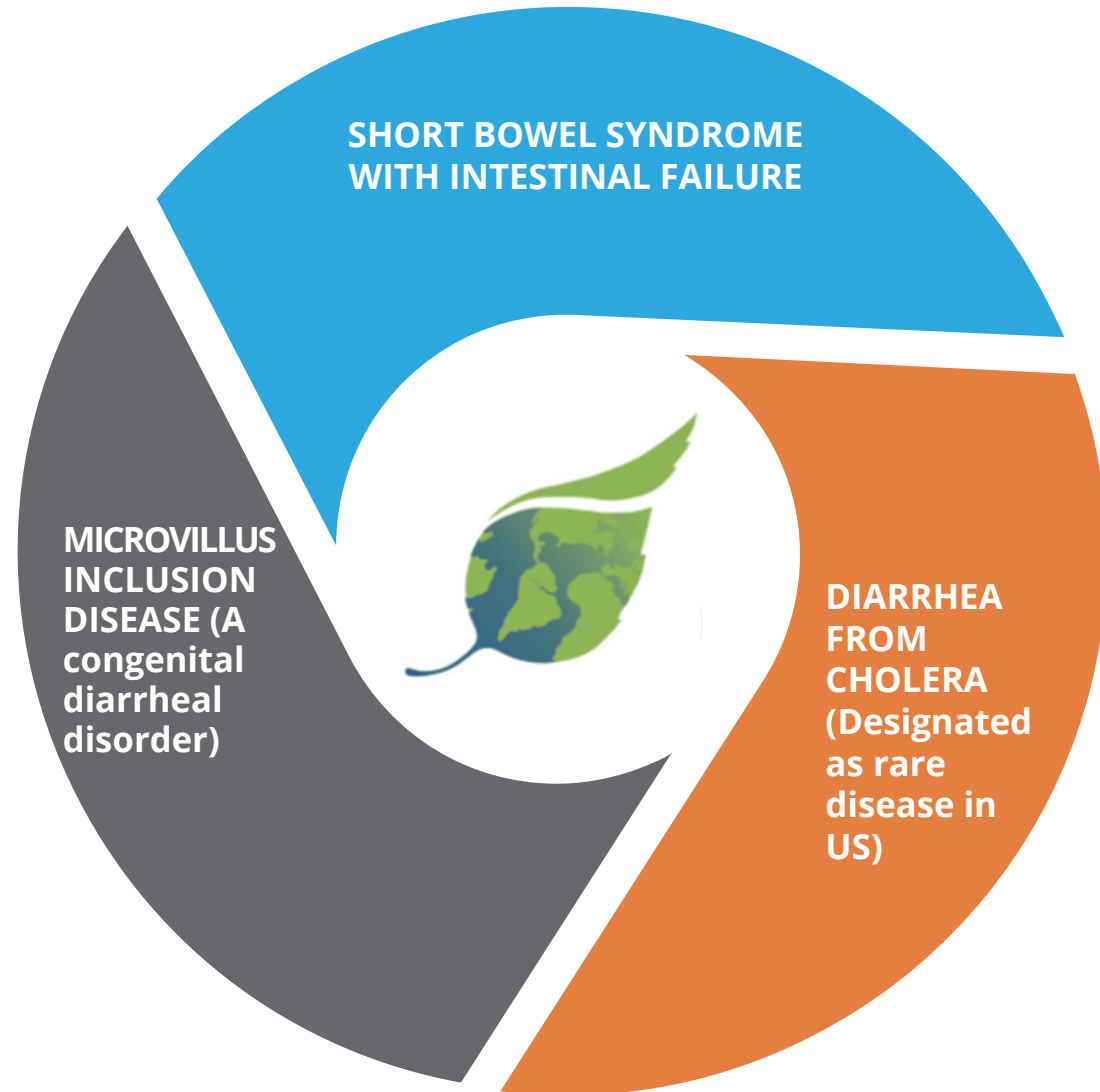 SHORT BOWEL SYNDROME
WITH INTESTINAL FAILURE
MICROVILLUS
INCLUSION
DISEASE (A
congenital
diarrheal
disorder)
DIARRHEA
FROM
CHOLERA
(Designated
as rare
disease in
US)